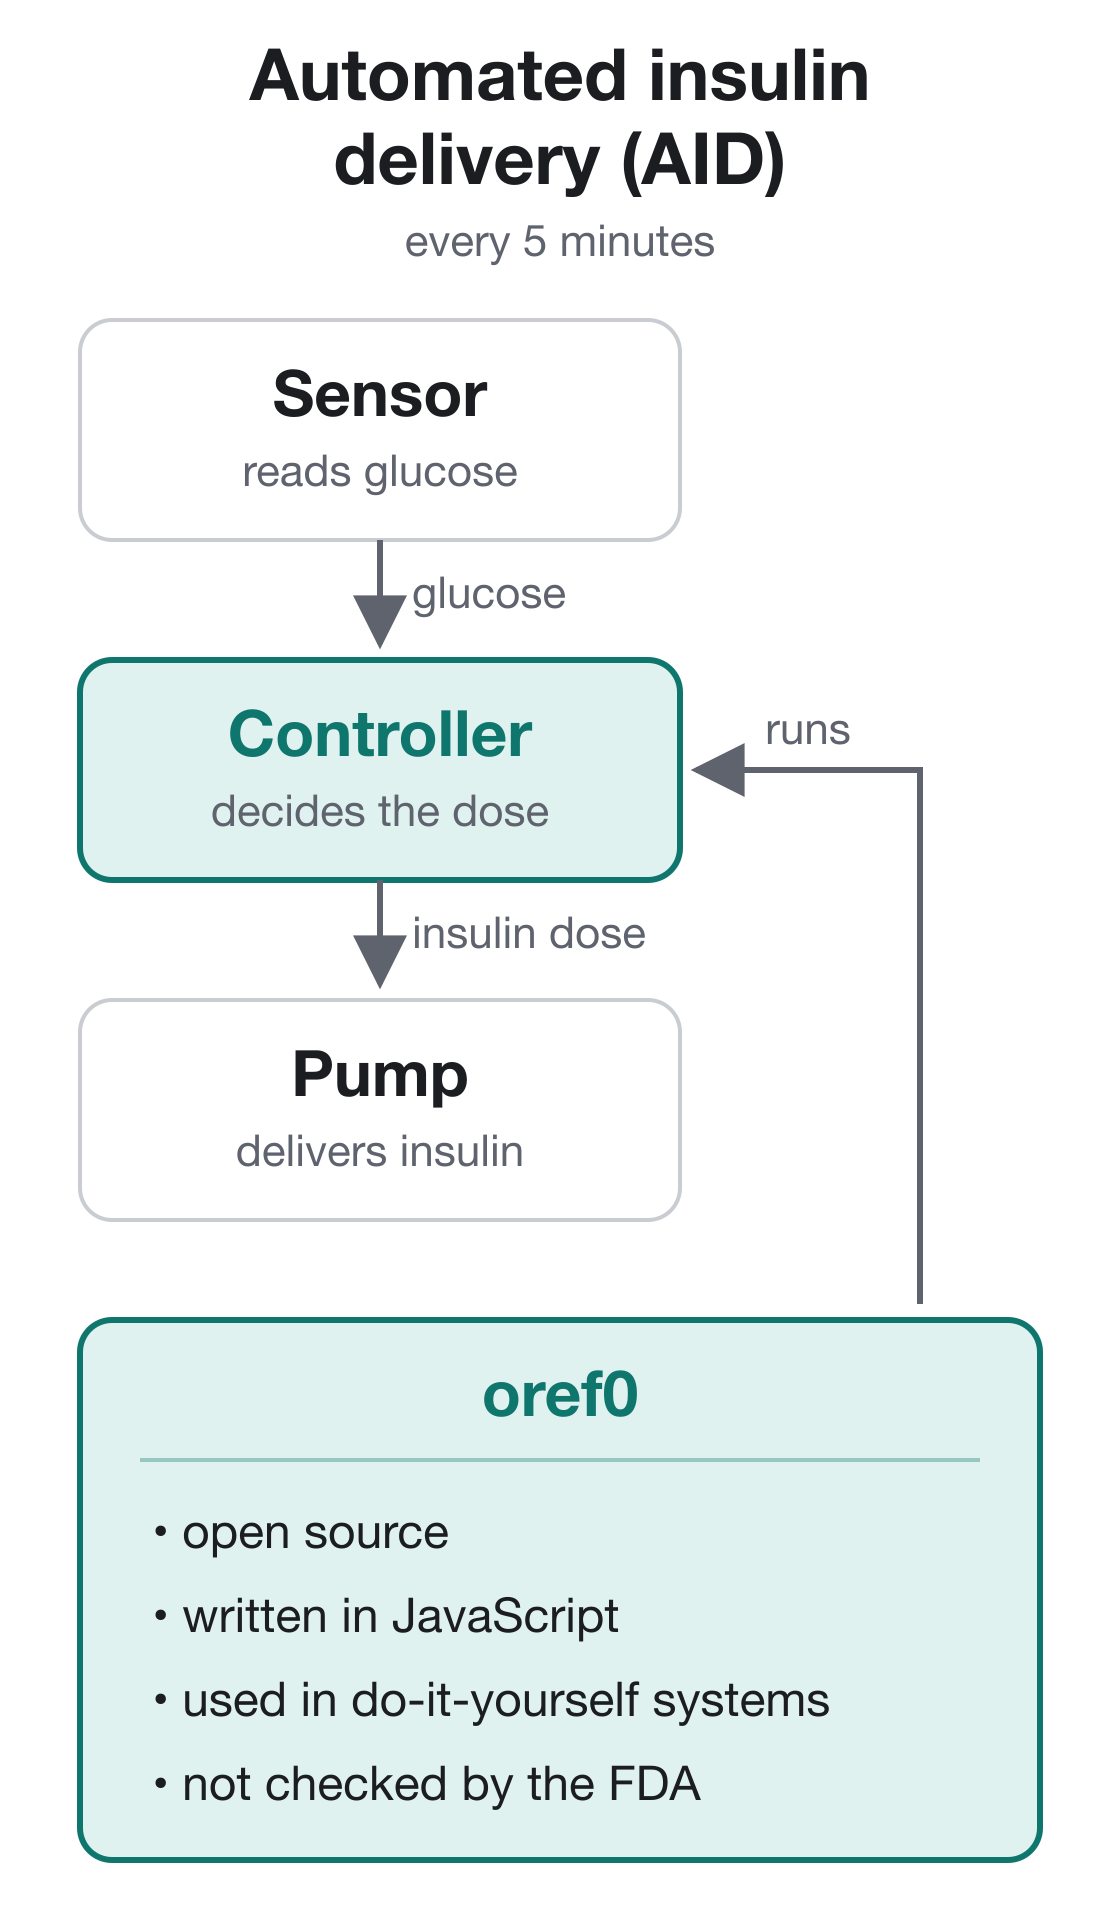 Automated insulin
delivery (AID)
every 5 minutes
Sensor
reads glucose
glucose
Controller
decides the dose
runs
insulin dose
Pump
delivers insulin
oref0
• open source
• written in JavaScript
• used in do-it-yourself systems
• not checked by the FDA